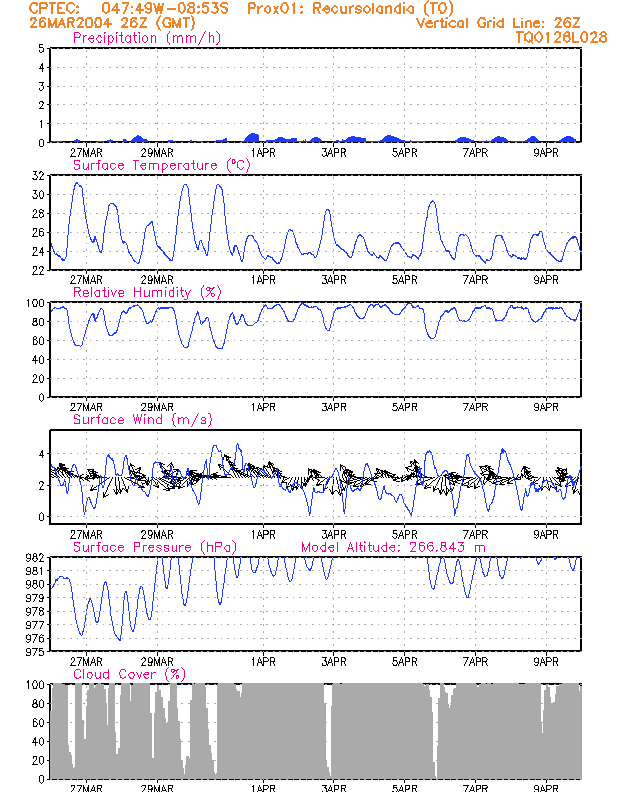 CPTEC: 047:49W-08:53S Prox01: Recursolandia (TO)
26MAR2004 26Z (GMT) Vertical Grid Line: 26Z
Precipitation (mm/h) TQ0126L028
5
4
3
2
1
0
27MAR 29MAR 1APR 3APR 5APR 7APR 9APR
Surface Temperature (°C)
32
30
28
26
24
22
27MAR 29MAR 1APR 3APR 5APR 7APR 9APR
Relative Humidity (%)
100
80
60
40
20
0
27MAR 29MAR 1APR 3APR 5APR 7APR 9APR
Surface Wind (m/s)
4
2
0
27MAR 29MAR 1APR 3APR 5APR 7APR 9APR
Surface Pressure (hPa) Model Altitude: 266.843 m
982
981
980
979
978
977
976
975
27MAR 29MAR 1APR 3APR 5APR 7APR 9APR
Cloud Cover (%)
100
80
60
40
20
0
27MAR 29MAR 1APR 3APR 5APR 7APR 9APR